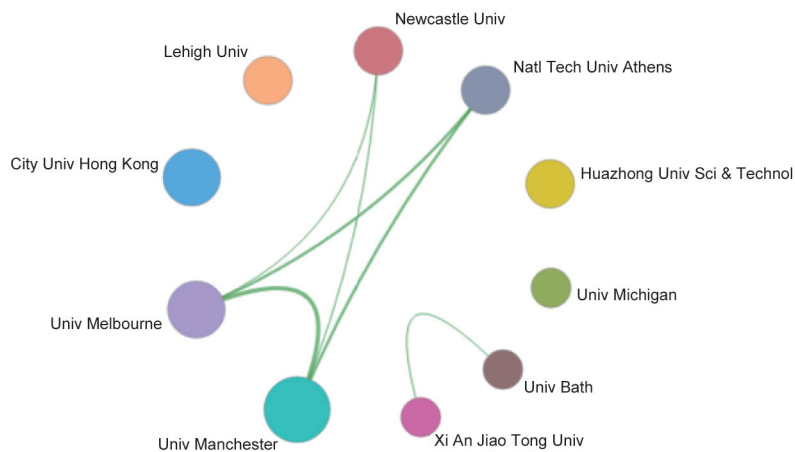 Newcastle Univ
Lehigh Univ
Natl Tech Univ Athens
City Univ Hong Kong
Huazhong Univ Sci & Technol
Univ Michigan
Univ Melbourne
Univ Bath
Univ Manchester
Xi An Jiao Tong Univ